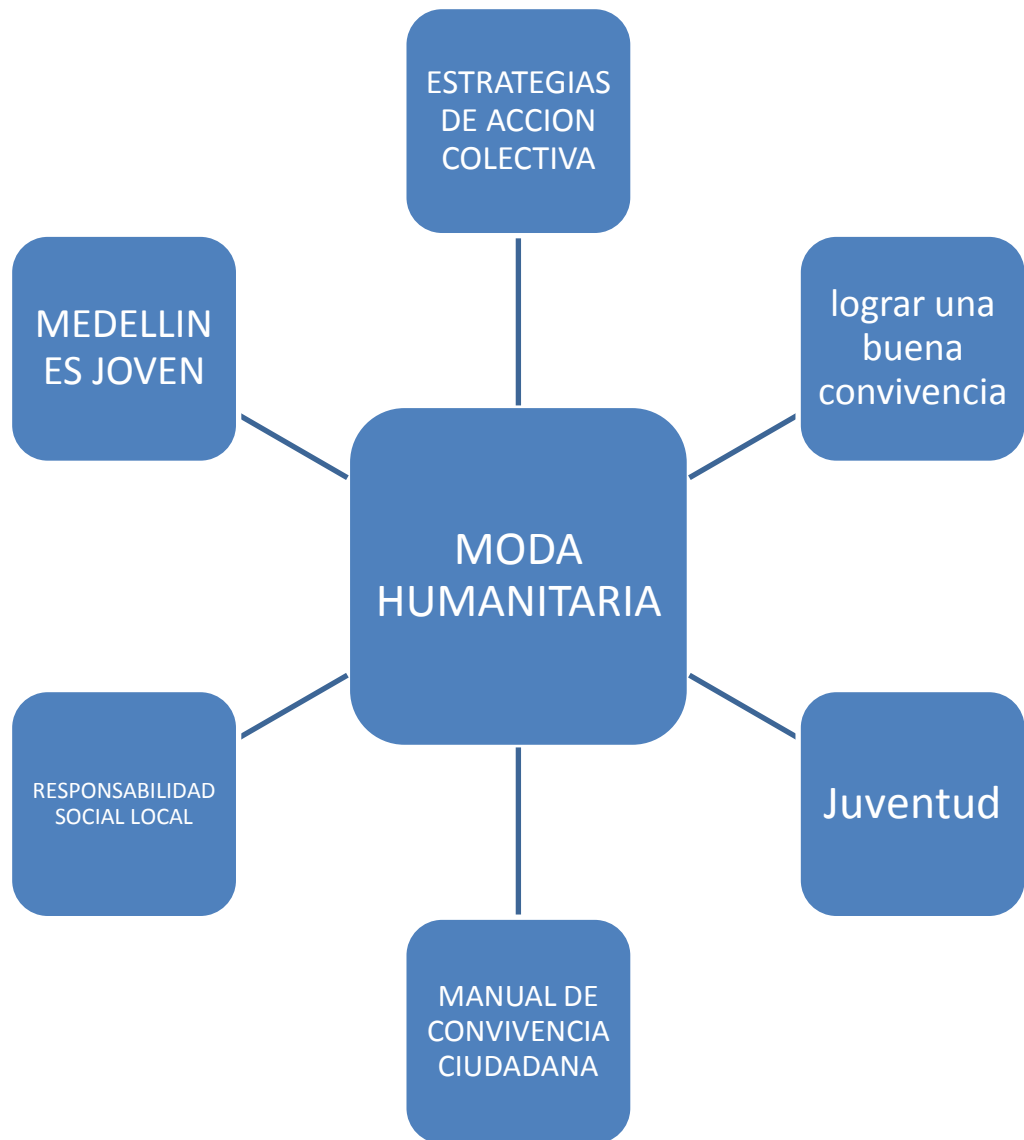 ESTRATEGIAS
DE ACCION
COLECTIVA
MEDELLIN
ES JOVEN
lograr una
buena
convivencia
MODA
HUMANITARIA
RESPONSABILIDAD
SOCIAL LOCAL
Juventud
MANUAL DE
CONVIVENCIA
CIUDADANA